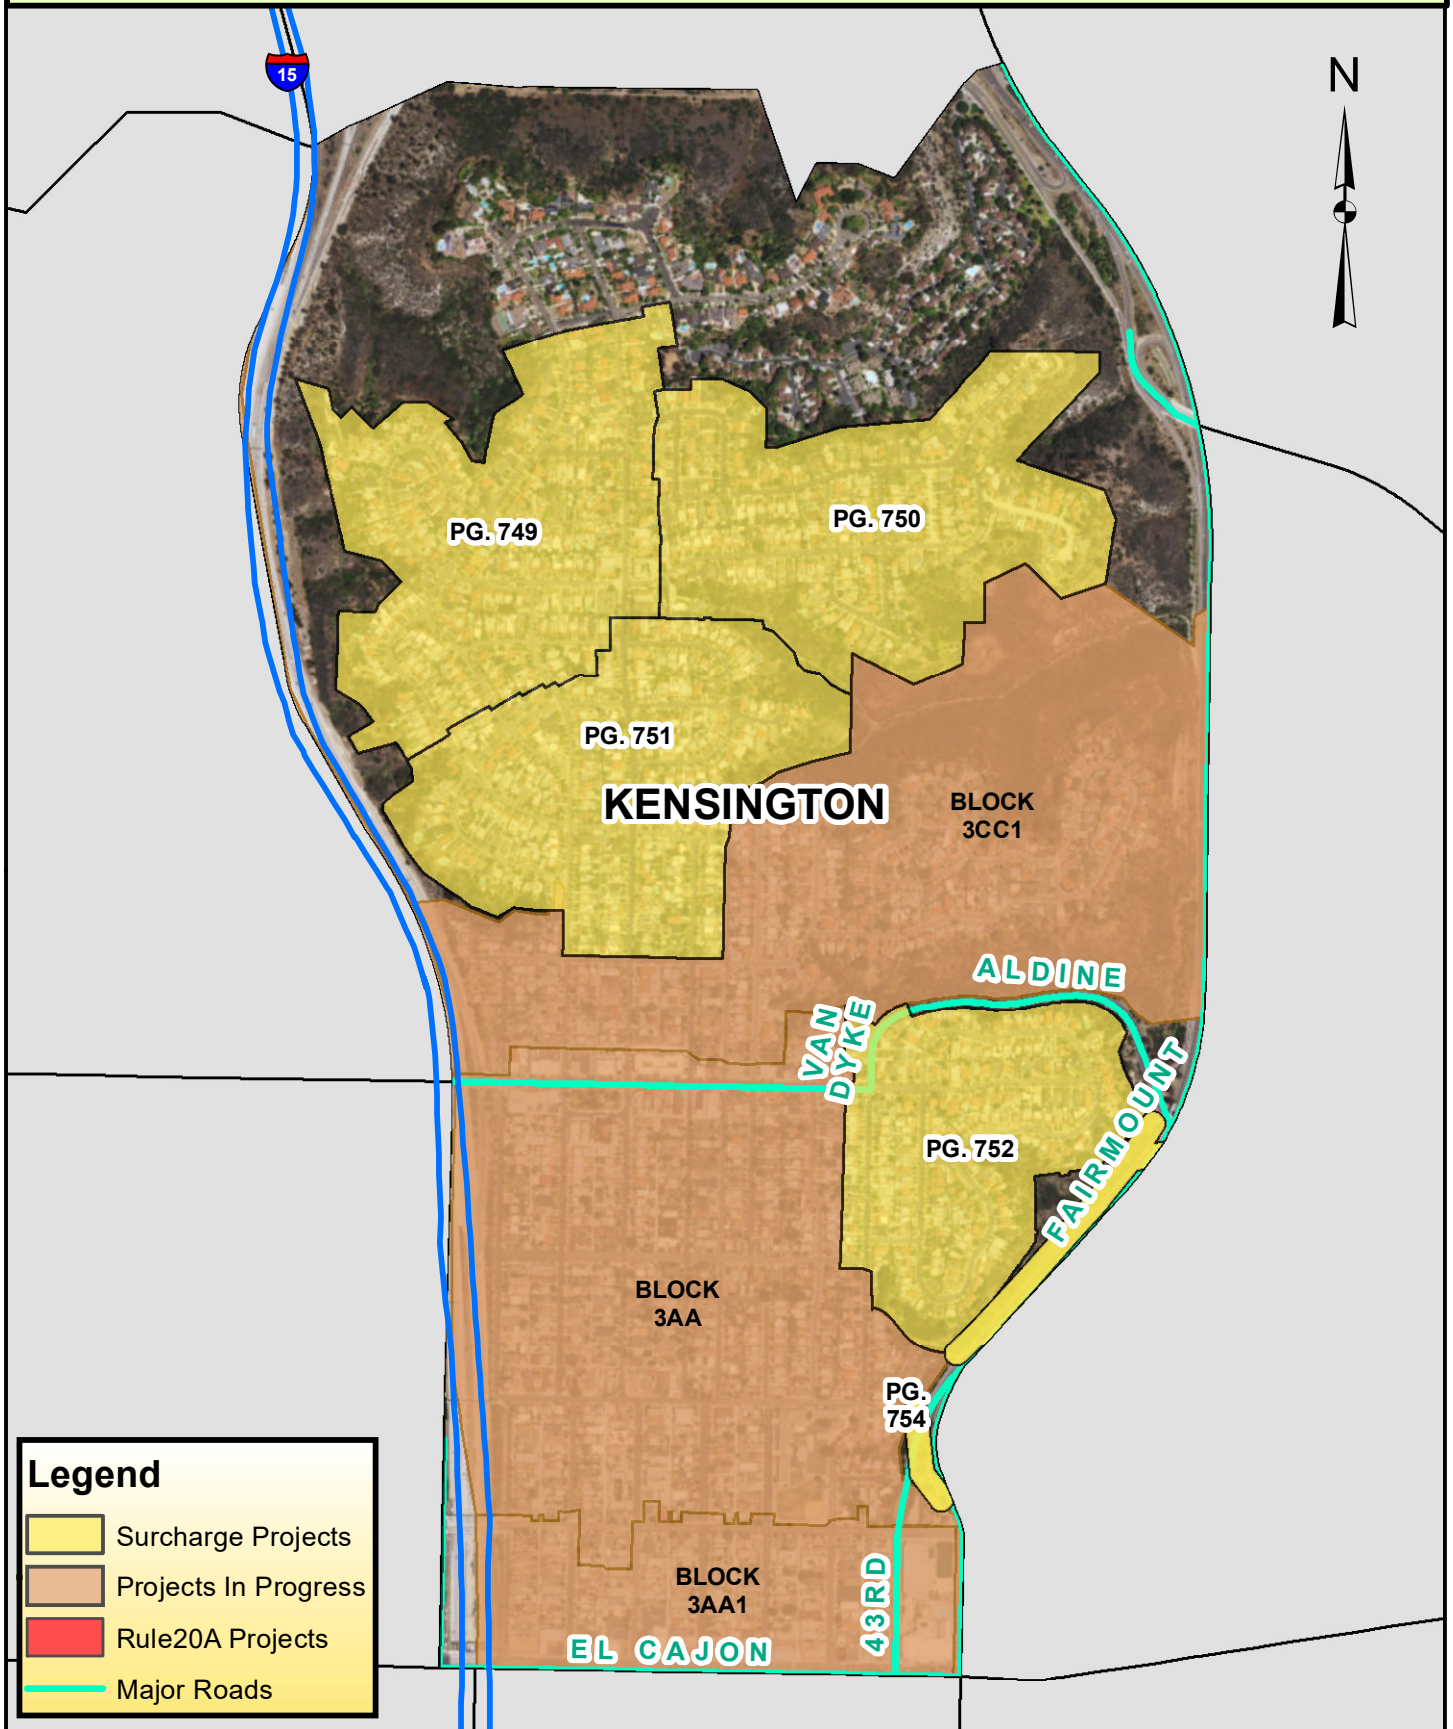 15
N
PG. 749
PG. 750
PG. 751
KENSINGTON
BLOCK
3CC1
ALDINE
VAN
DYKE
FAIRMOUNT
PG. 752
BLOCK
3AA
PG.
754
BLOCK
3AA1
43RD
EL CAJON
Legend
Surcharge Projects
Projects In Progress
Rule20A Projects
Major Roads